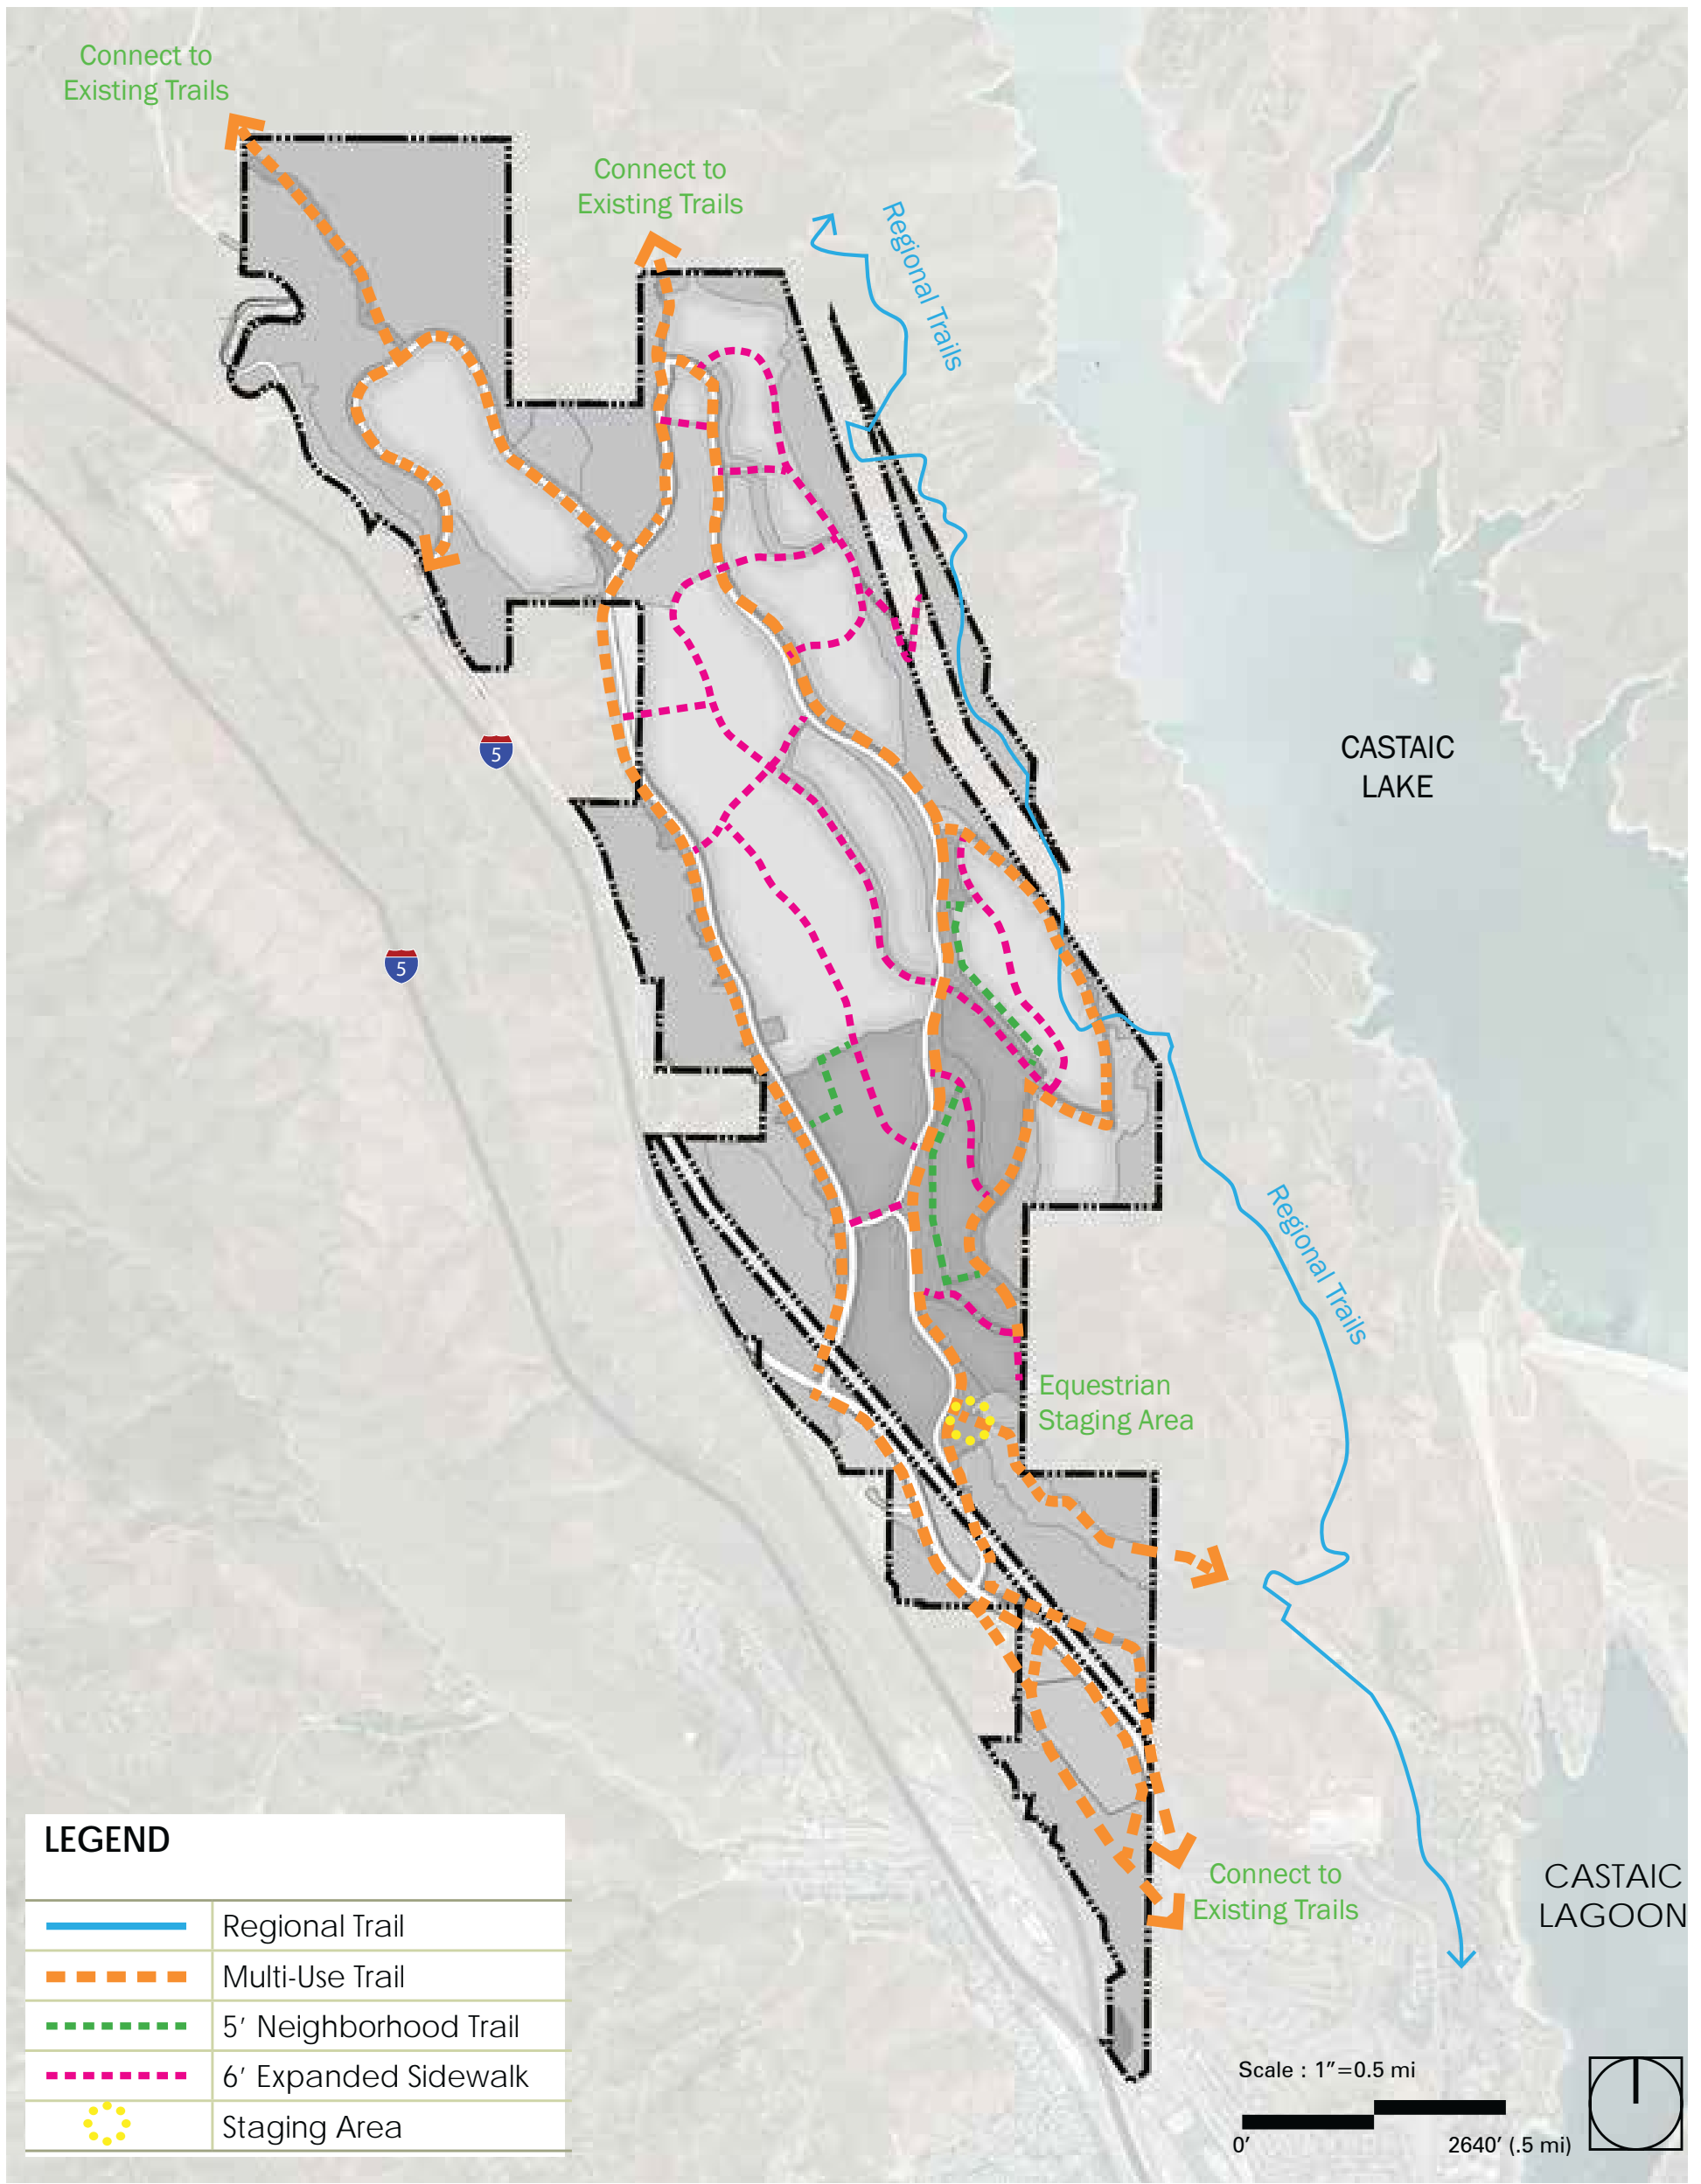 Connect to
Existing Trails
Connect to
Existing Trails
Regional Trails
5
CASTAIC
LAKE
5
Regional Trails
Equestrian
Staging Area
Connect to
Existing Trails
CASTAIC
LAGOON
LEGEND
Regional Trail
Multi-Use Trail
5' Neighborhood Trail
6' Expanded Sidewalk
Staging Area
Scale : 1"=0.5 mi
0'
2640' (.5 mi)